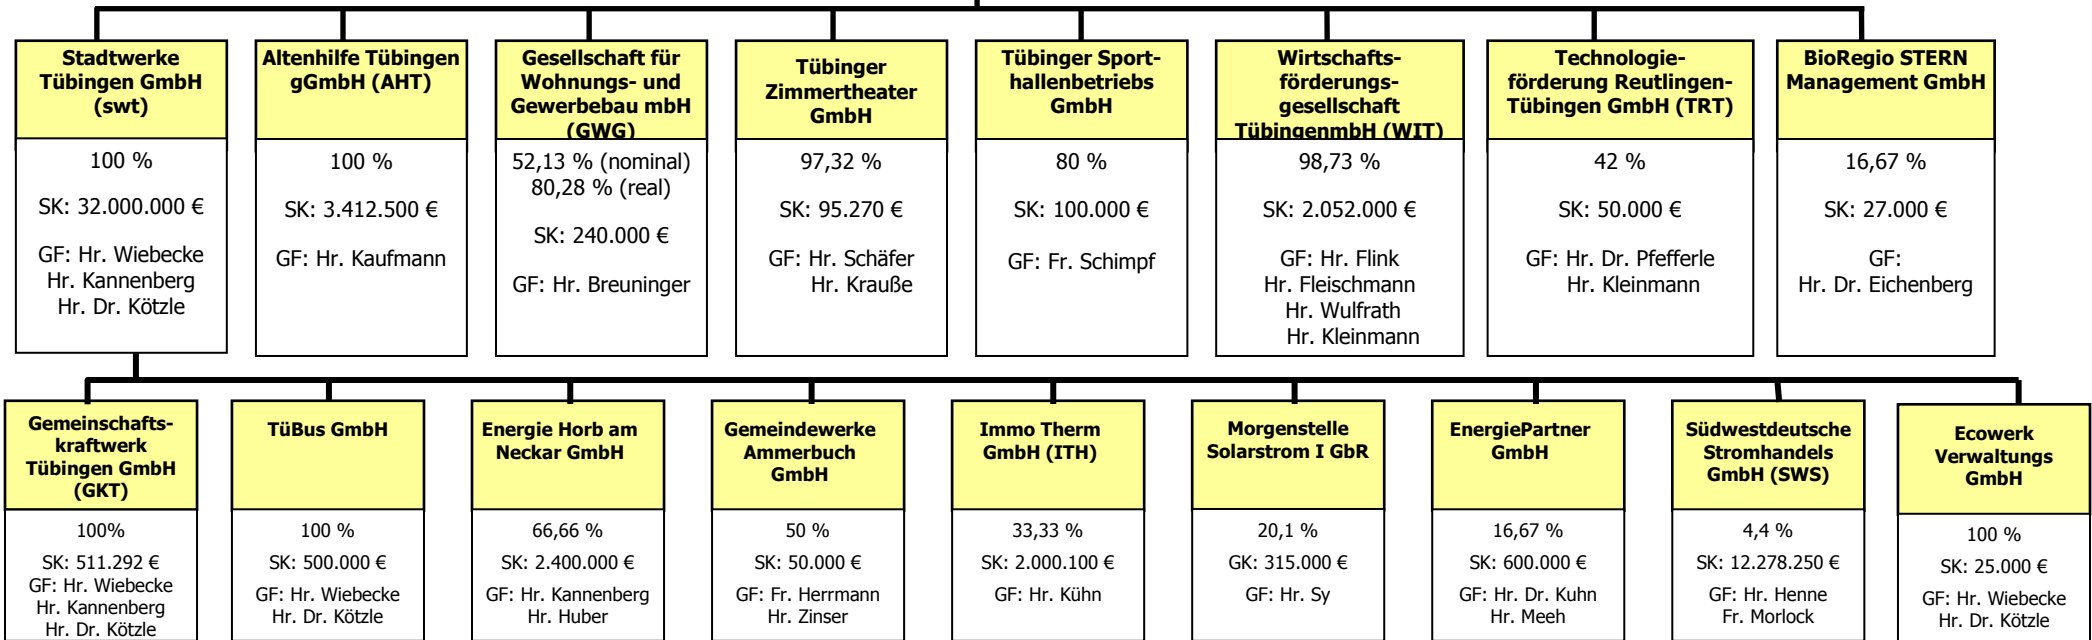 Stadtwerke
Tübingen GmbH
(swt)
100 %
SK: 32.000.000 €
GF: Hr. Wiebecke
Hr. Kannenberg
Hr. Dr. Kötzle
Altenhilfe Tübingen
gGmbH (AHT)
100 %
SK: 3.412.500 €
GF: Hr. Kaufmann
Gesellschaft für
Wohnungs- und
Gewerbebau mbH
(GWG)
52,13 % (nominal)
80,28 % (real)
SK: 240.000 €
GF: Hr. Breuninger
Tübinger
Zimmertheater
GmbH
97,32 %
SK: 95.270 €
GF: Hr. Schäfer
Hr. Krauße
Tübinger Sport-
hallenbetriebs
GmbH
80 %
SK: 100.000 €
GF: Fr. Schimpf
Wirtschafts-
förderungs-
gesellschaft
TübingenmbH (WIT)
98,73 %
SK: 2.052.000 €
GF: Hr. Flink
Hr. Fleischmann
Hr. Wulfrath
Hr. Kleinmann
Technologie-
förderung Reutlingen-
Tübingen GmbH (TRT)
42 %
SK: 50.000 €
GF: Hr. Dr. Pfefferle
Hr. Kleinmann
BioRegio STERN
Management GmbH
16,67 %
SK: 27.000 €
GF:
Hr. Dr. Eichenberg
Gemeinschafts-
kraftwerk
Tübingen GmbH
(GKT)
100%
SK: 511.292 €
GF: Hr. Wiebecke
Hr. Kannenberg
Hr. Dr. Kötzle
TüBus GmbH
100 %
SK: 500.000 €
GF: Hr. Wiebecke
Hr. Dr. Kötzle
Energie Horb am
Neckar GmbH
66,66 %
SK: 2.400.000 €
GF: Hr. Kannenberg
Hr. Huber
Gemeindewerke
Ammerbuch
GmbH
50 %
SK: 50.000 €
GF: Fr. Herrmann
Hr. Zinser
Immo Therm
GmbH (ITH)
33,33 %
SK: 2.000.100 €
GF: Hr. Kühn
Morgenstelle
Solarstrom I GbR
20,1 %
GK: 315.000 €
GF: Hr. Sy
EnergiePartner
GmbH
16,67 %
SK: 600.000 €
GF: Hr. Dr. Kuhn
Hr. Meeh
Südwestdeutsche
Stromhandels
GmbH (SWS)
4,4 %
SK: 12.278.250 €
GF: Hr. Henne
Fr. Morlock
Ecowerk
Verwaltungs
GmbH
100 %
SK: 25.000 €
GF: Hr. Wiebecke
Hr. Dr. Kötzle